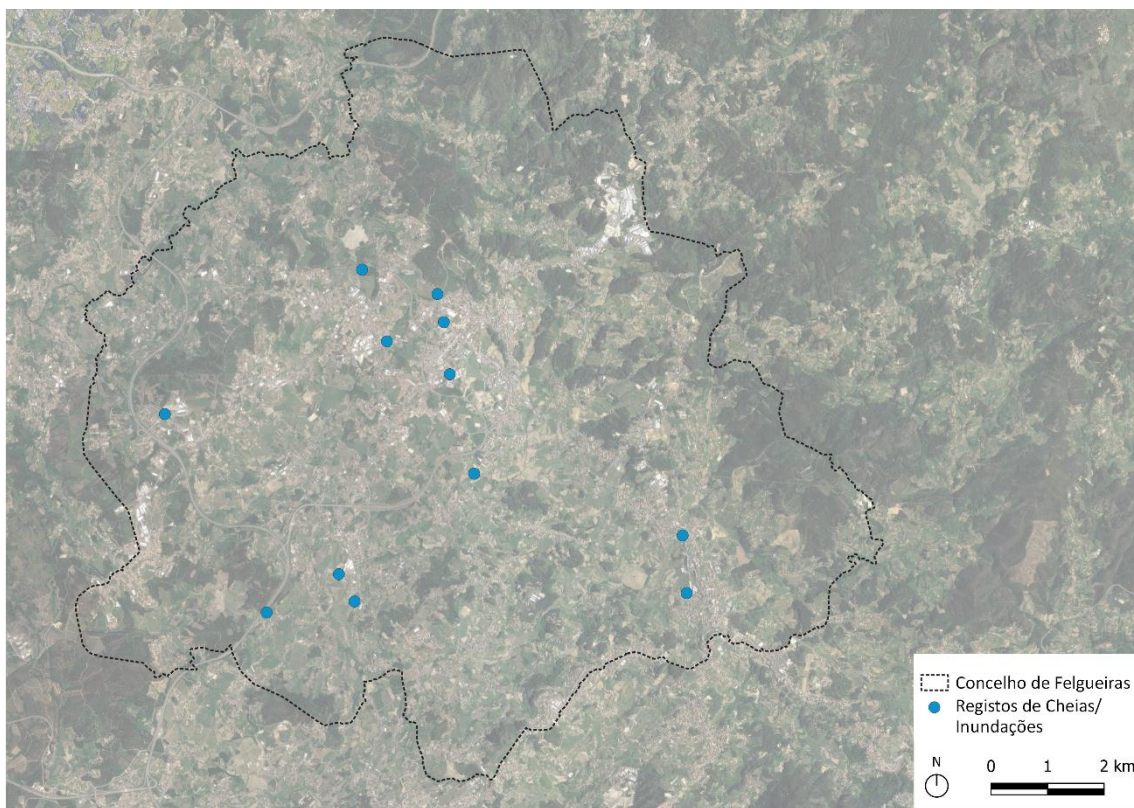 Concelho de Felgueiras
Registos de Cheias/
Inundações
N
0 1 2 km